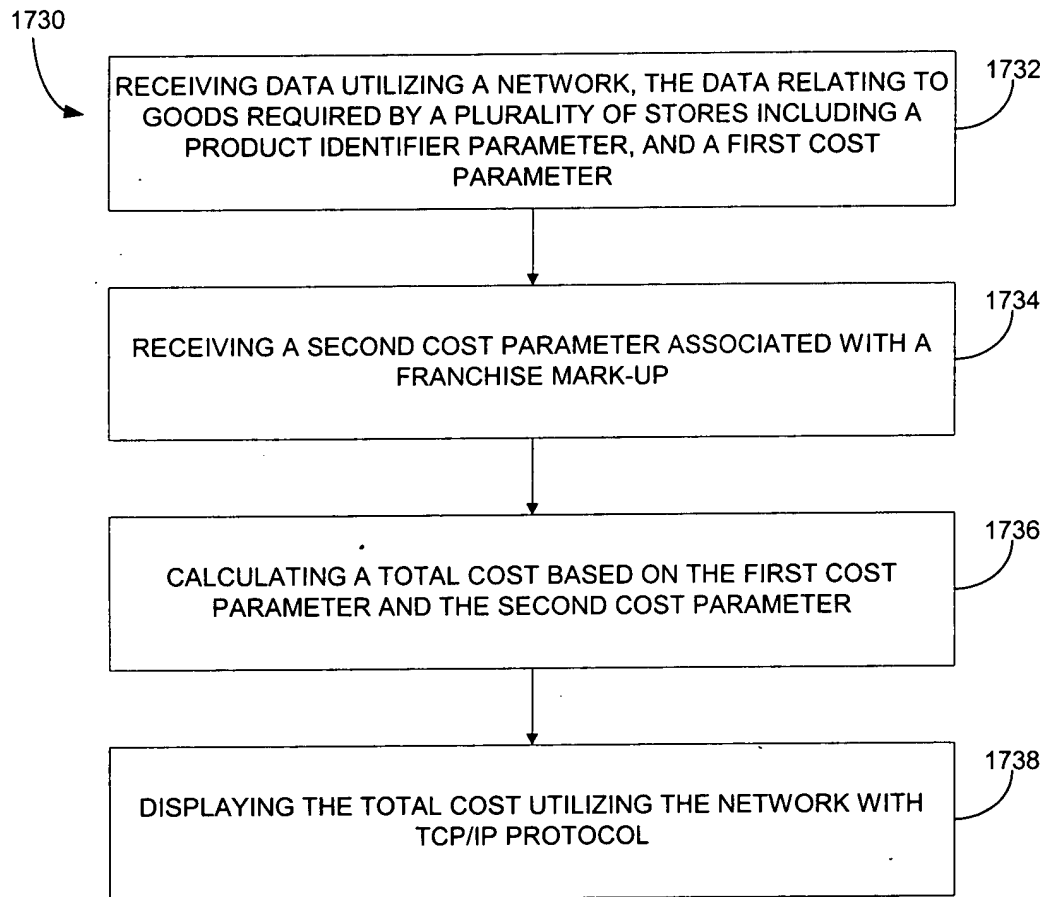 1730
1732
RECEIVING DATA UTILIZING A NETWORK, THE DATA RELATING TO
GOODS REQUIRED BY A PLURALITY OF STORES INCLUDING A
PRODUCT IDENTIFIER PARAMETER, AND A FIRST COST
PARAMETER
1734
RECEIVING A SECOND COST PARAMETER ASSOCIATED WITH A
FRANCHISE MARK-UP
1736
CALCULATING A TOTAL COST BASED ON THE FIRST COST
PARAMETER AND THE SECOND COST PARAMETER
1738
DISPLAYING THE TOTAL COST UTILIZING THE NETWORK WITH
TCP/IP PROTOCOL